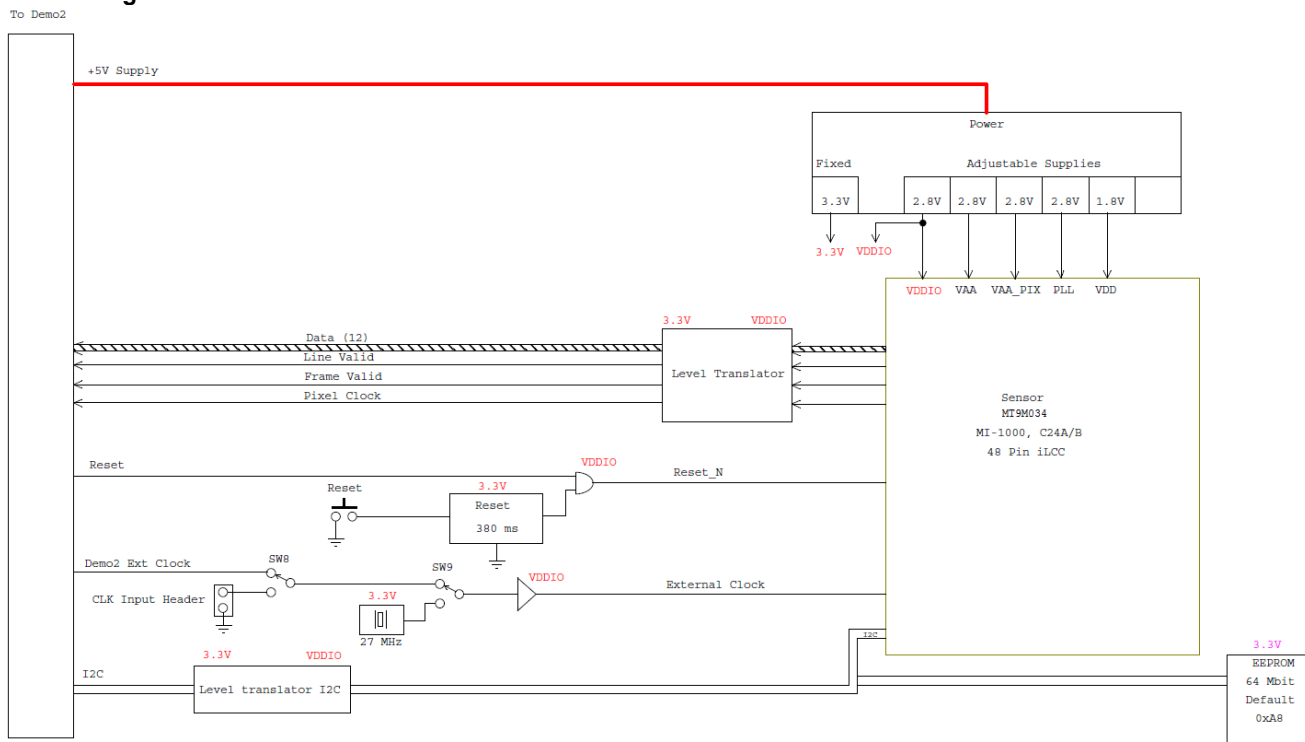 To Demo2
+5V Supply
Power
Fixed
Adjustable Supplies
3.3V
2.8V
2.8V
2.8V
2.8V
1.8V
3.3V
VDDIO
VDDIO
VAA
VAA_PIX
PLL
VDD
3.3V
VDDIO
Data (12)
Line Valid
Frame Valid
Pixel Clock
Level Translator
Sensor
MT9M034
MI-1000, C24A/B
48 Pin iLCC
Reset
VDDIO
Reset_N
Reset
3.3V
Reset
380 ms
Demo2 Ext Clock
SW8
CLK Input Header
SW9
3.3V
27 MHz
VDDIO
External Clock
I2C
3.3V
VDDIO
I2C
Level translator I2C
3.3V
EEPROM
64 Mbit
Default
0xA8